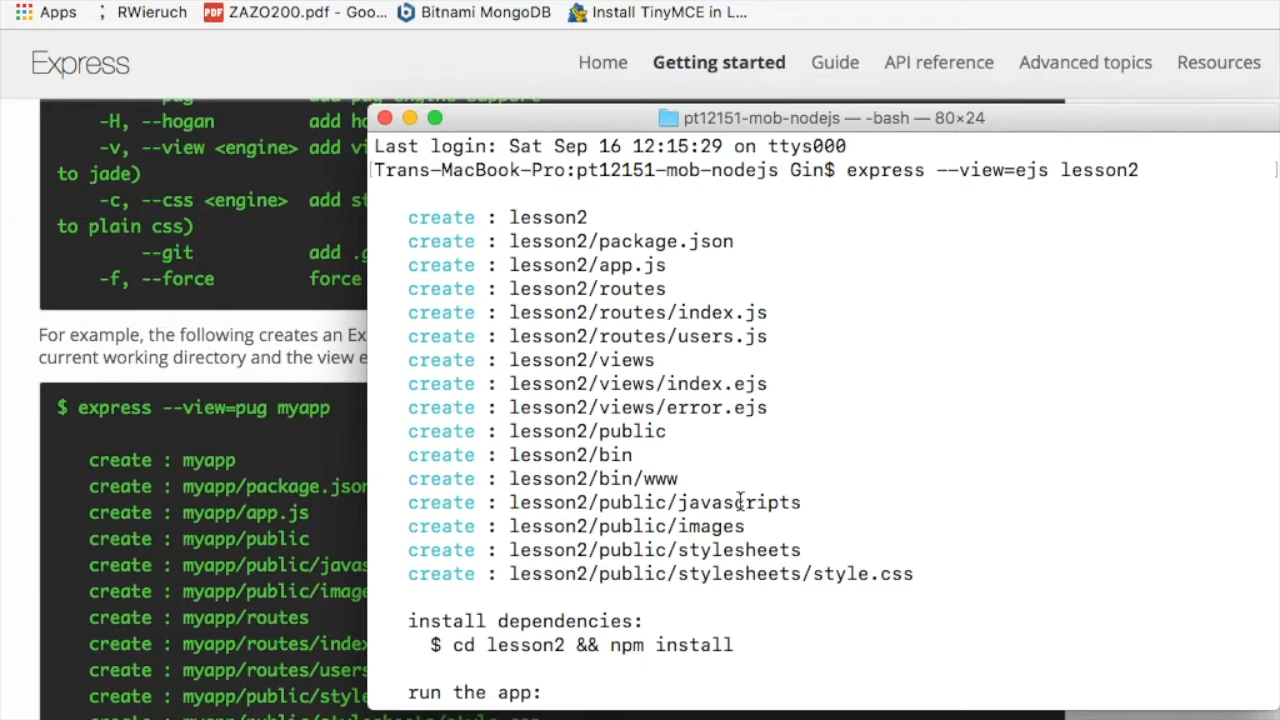 Apps
RWieruch
PDF ZAZO200.pdf - Goo...
Bitnami MongoDB
Install TinyMCE in L...
Express
Home Getting started Guide API reference Advanced topics Resources
-H, --hogan add
-v, --view <engine> add
to jade)
-c, --css <engine> add
to plain css)
--git add
-f, --force force
For example, the following creates an
current working directory and the view
$ express --view=pug myapp
create : myapp
create : myapp/package.json
create : myapp/app.js
create : myapp/public
create : myapp/public/javas
create : myapp/public/image
create : myapp/routes
create : myapp/routes/index
create : myapp/routes/users
create : myapp/public/style
pt12151-mob-nodejs — -bash — 80×24
Last login: Sat Sep 16 12:15:29 on ttys000
[Trans-MacBook-Pro:pt12151-mob-nodejs Gin$ express --view=ejs lesson2 ]
create : lesson2
create : lesson2/package.json
create : lesson2/app.js
create : lesson2/routes
create : lesson2/routes/index.js
create : lesson2/routes/users.js
create : lesson2/views
create : lesson2/views/index.ejs
create : lesson2/views/error.ejs
create : lesson2/public
create : lesson2/bin
create : lesson2/bin/www
create : lesson2/public/javascripts
create : lesson2/public/images
create : lesson2/public/stylesheets
create : lesson2/public/stylesheets/style.css
install dependencies:
$ cd lesson2 && npm install
run the app: